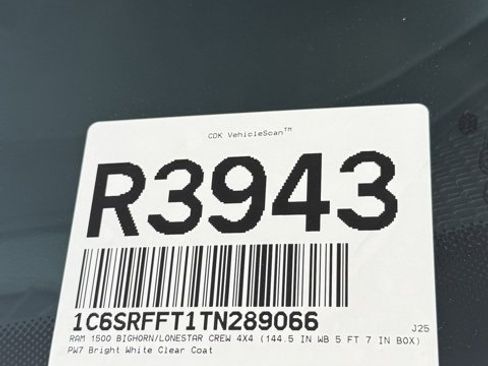 CDK VehicleScan™
R3943
1C6SRFFT1TN289066
J25
RAM 1500 BIGHORN/LONESTAR CREW 4X4 (144.5 IN WB 5 FT 7 IN BOX)
PW7 Bright White Clear Coat